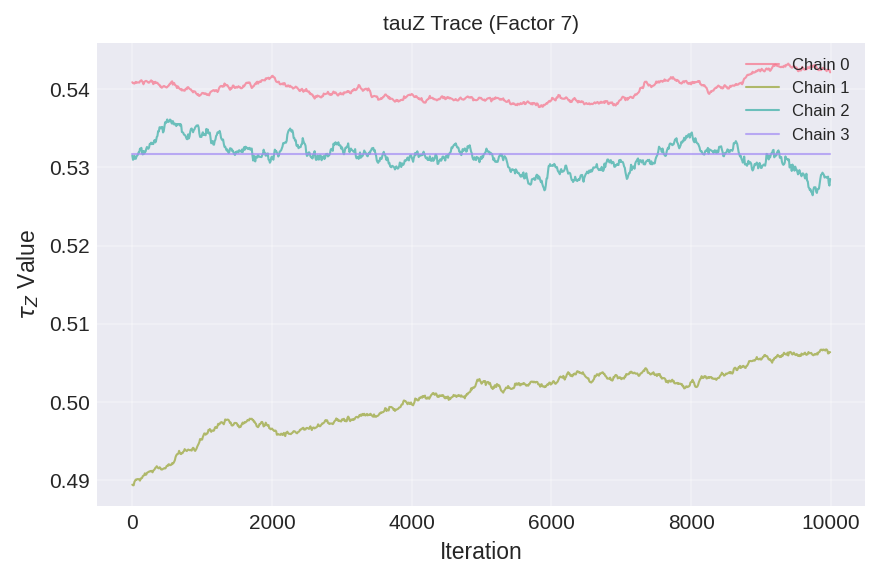 tauZ Trace (Factor 7)
τ_Z Value
0.54
0.53
0.52
0.51
0.50
0.49
Chain 0
Chain 1
Chain 2
Chain 3
0 2000 4000 6000 8000 10000
Iteration